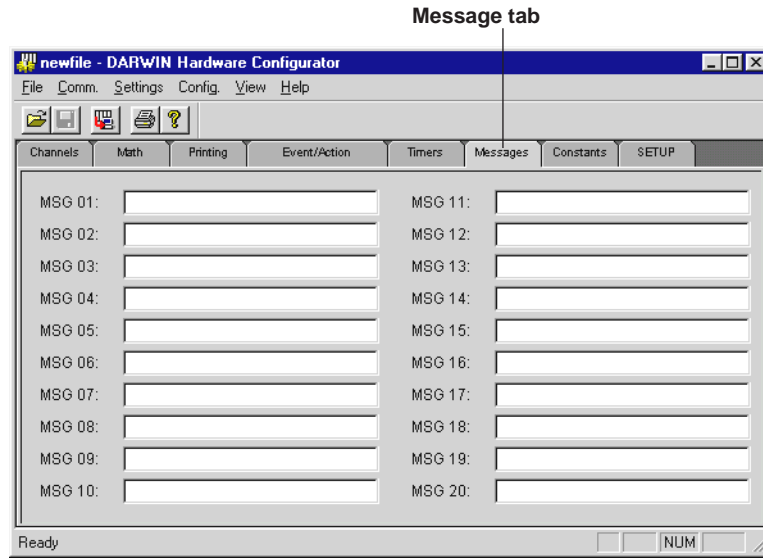 Message tab
newfile - DARWIN Hardware Configurator
File Comm. Settings Config. View Help
Channels Math Printing Event/Action Timers Messages Constants SETUP
MSG 01: MSG 11:
MSG 02: MSG 12:
MSG 03: MSG 13:
MSG 04: MSG 14:
MSG 05: MSG 15:
MSG 06: MSG 16:
MSG 07: MSG 17:
MSG 08: MSG 18:
MSG 09: MSG 19:
MSG 10: MSG 20:
Ready NUM